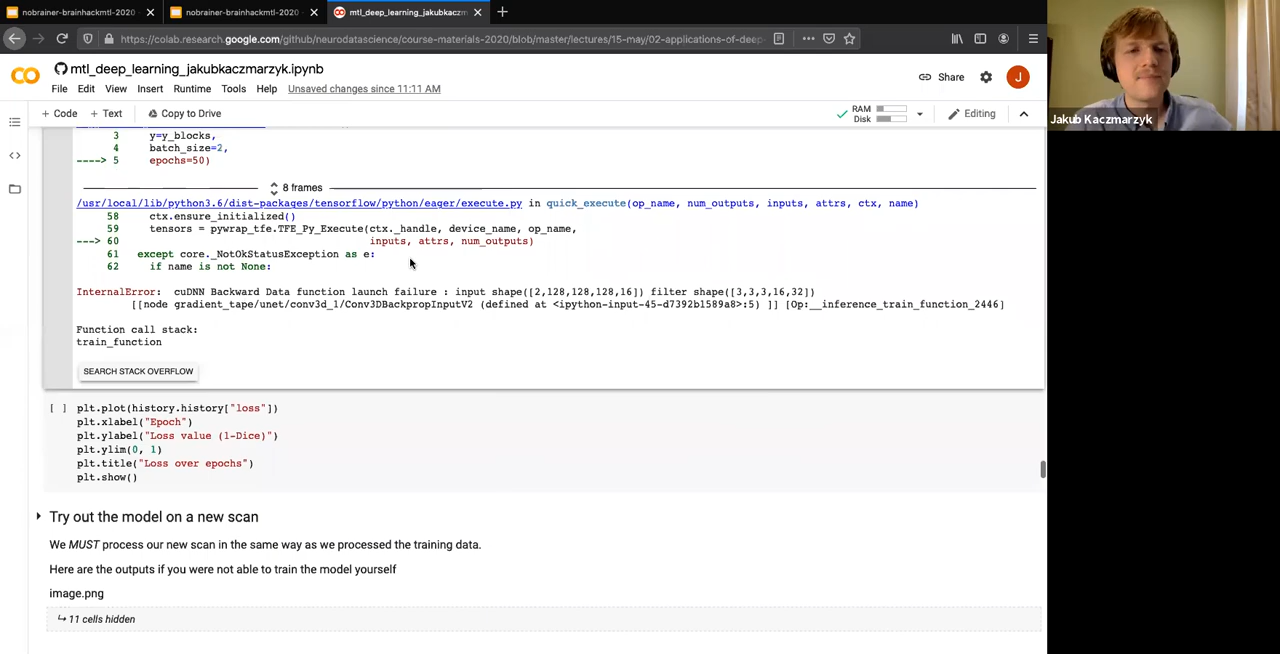 nobrainer-brainhackmtl-2020
nobrainer-brainhackmtl-2020
mtl_deep_learning_jakubkaczm
https://colab.research.google.com/github/neurodatascience/course-materials-2020/blob/master/lectures/15-may/02-applications-of-deep-
mtl_deep_learning_jakubkaczmarzyk.ipynb
Share
J
File Edit View Insert Runtime Tools Help Unsaved changes since 11:11 AM
+ Code + Text Copy to Drive
RAM
Disk
Editing
3 y=y_blocks,
4 batch_size=2,
----> 5 epochs=50)
8 frames
/usr/local/lib/python3.6/dist-packages/tensorflow/python/eager/execute.py in quick_execute(op_name, num_outputs, inputs, attrs, ctx, name)
58 ctx.ensure_initialized()
59 tensors = pywrap_tfe.TFE_Py_Execute(ctx._handle, device_name, op_name,
---> 60 inputs, attrs, num_outputs)
61 except core._NotOkStatusException as e:
62 if name is not None:
InternalError: cuDNN Backward Data function launch failure : input shape([2,128,128,128,16]) filter shape([3,3,3,16,32])
[[node gradient_tape/unet/conv3d_1/Conv3DBackpropInputV2 (defined at <ipython-input-45-d7392b1589a8>:5) ]] [Op:__inference_train_function_2446]
Function call stack:
train_function
SEARCH STACK OVERFLOW
[ ] plt.plot(history.history["loss"])
plt.xlabel("Epoch")
plt.ylabel("Loss value (1-Dice)")
plt.ylim(0, 1)
plt.title("Loss over epochs")
plt.show()
Try out the model on a new scan
We MUST process our new scan in the same way as we processed the training data.
Here are the outputs if you were not able to train the model yourself
image.png
11 cells hidden
Jakub Kaczmarzyk